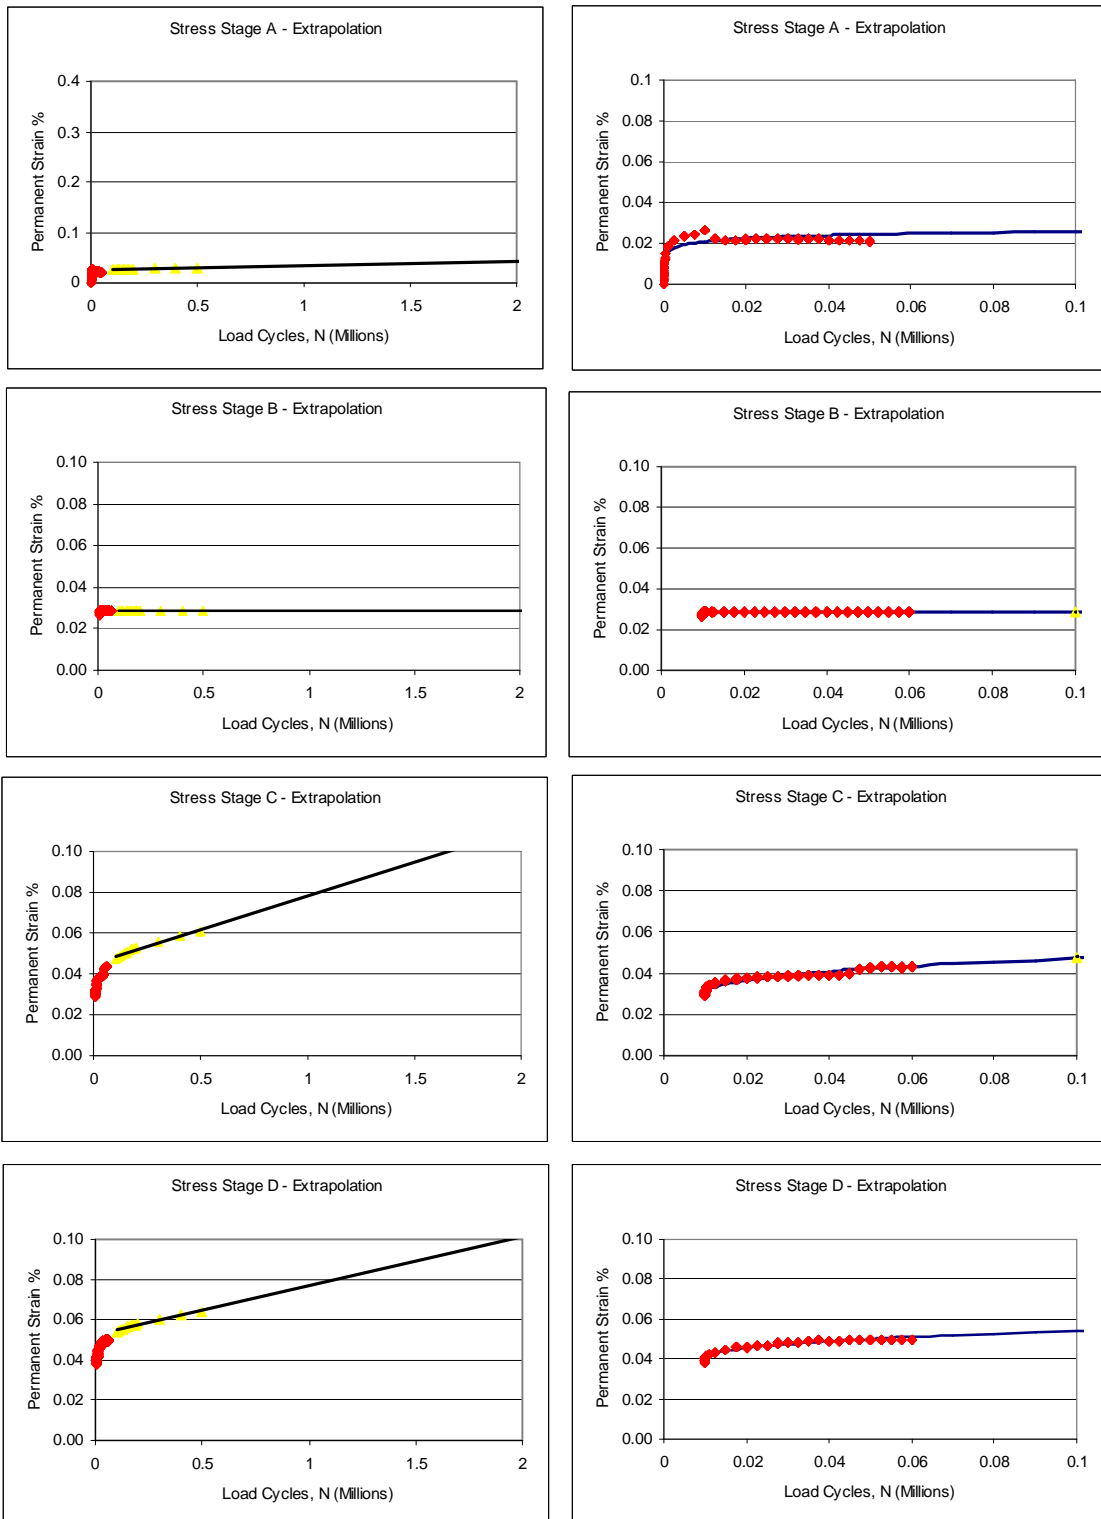 Stress Stage A - Extrapolation
Permanent Strain %
0.4
0.3
0.2
0.1
0
0 0.5 1 1.5 2
Load Cycles, N (Millions)
Stress Stage A - Extrapolation
Permanent Strain %
0.1
0.08
0.06
0.04
0.02
0
0 0.02 0.04 0.06 0.08 0.1
Load Cycles, N (Millions)
Stress Stage B - Extrapolation
Permanent Strain %
0.10
0.08
0.06
0.04
0.02
0.00
0 0.5 1 1.5 2
Load Cycles, N (Millions)
Stress Stage B - Extrapolation
Permanent Strain %
0.10
0.08
0.06
0.04
0.02
0.00
0 0.02 0.04 0.06 0.08 0.1
Load Cycles, N (Millions)
Stress Stage C - Extrapolation
Permanent Strain %
0.10
0.08
0.06
0.04
0.02
0.00
0 0.5 1 1.5 2
Load Cycles, N (Millions)
Stress Stage C - Extrapolation
Permanent Strain %
0.10
0.08
0.06
0.04
0.02
0.00
0 0.02 0.04 0.06 0.08 0.1
Load Cycles, N (Millions)
Stress Stage D - Extrapolation
Permanent Strain %
0.10
0.08
0.06
0.04
0.02
0.00
0 0.5 1 1.5 2
Load Cycles, N (Millions)
Stress Stage D - Extrapolation
Permanent Strain %
0.10
0.08
0.06
0.04
0.02
0.00
0 0.02 0.04 0.06 0.08 0.1
Load Cycles, N (Millions)